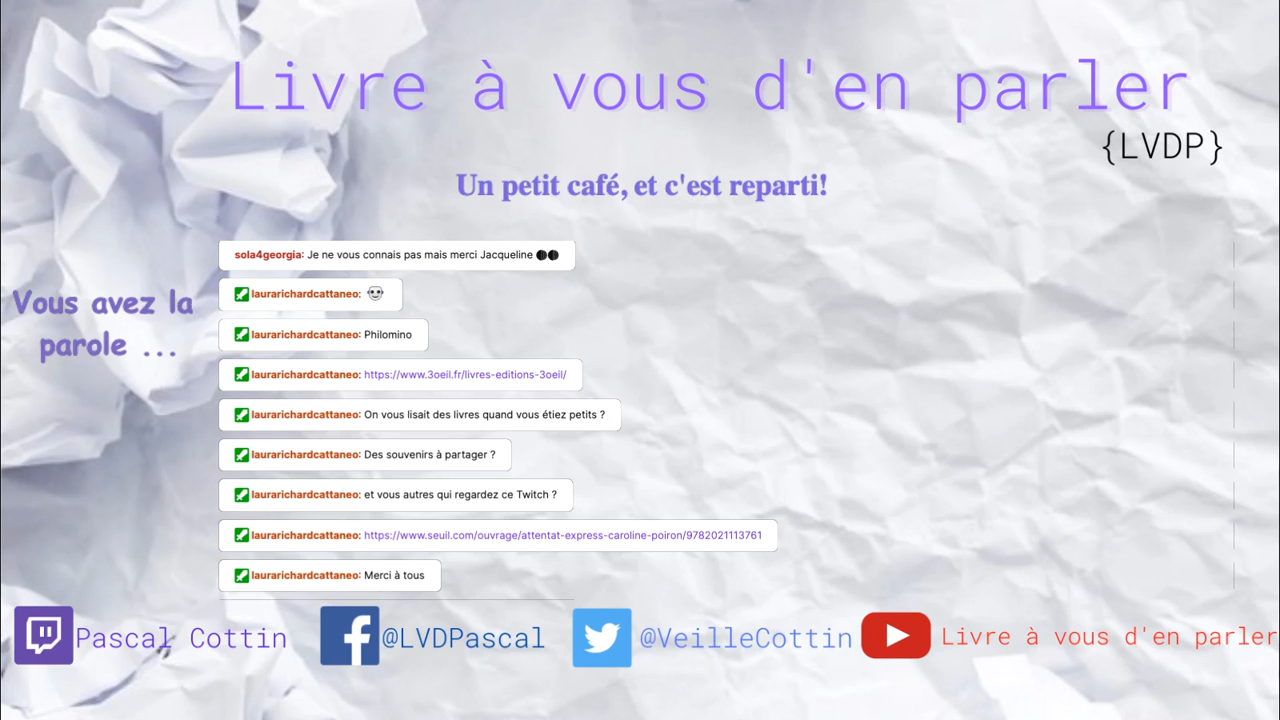 Livre à vous d'en parler
{LVDP}
Un petit café, et c'est reparti!
Vous avez la
parole ...
sola4georgia: Je ne vous connais pas mais merci Jacqueline
laurarichardcattaneo:
laurarichardcattaneo: Philomino
laurarichardcattaneo: https://www.3oeil.fr/livres-editions-3oeil/
laurarichardcattaneo: On vous lisait des livres quand vous étiez petits ?
laurarichardcattaneo: Des souvenirs à partager ?
laurarichardcattaneo: et vous autres qui regardez ce Twitch ?
laurarichardcattaneo: https://www.seuil.com/ouvrage/attentat-express-caroline-poiron/9782021113761
laurarichardcattaneo: Merci à tous
Pascal Cottin
@LVDPascal
@VeilleCottin
Livre à vous d'en parler